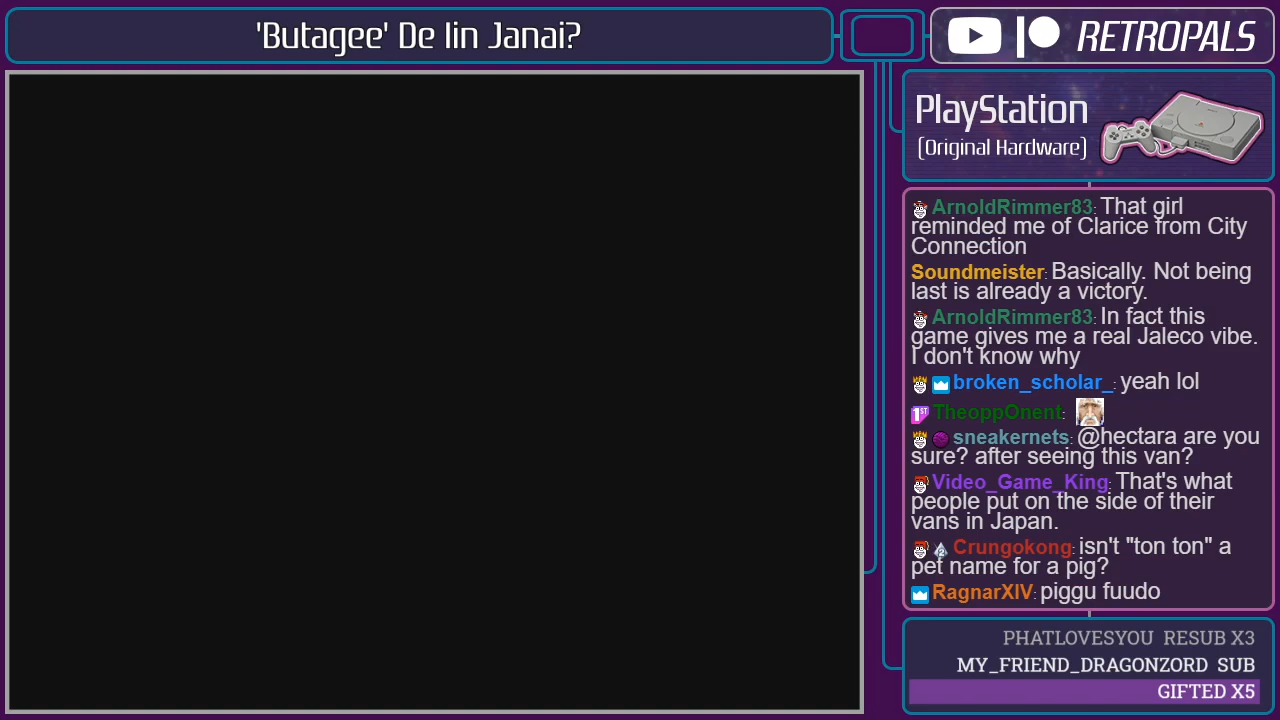 'Butagee' De Iin Janai?
RETROPALS
PlayStation
(Original Hardware)
ArnoldRimmer83: That girl
reminded me of Clarice from City
Connection
Soundmeister: Basically. Not being
last is already a victory.
ArnoldRimmer83: In fact this
game gives me a real Jaleco vibe.
I don't know why
broken_scholar_: yeah lol
1ST TheoppOnent:
sneakernets: @hectara are you
sure? after seeing this van?
Video_Game_King: That's what
people put on the side of their
vans in Japan.
2 Crungokong: isn't "ton ton" a
pet name for a pig?
RagnarXIV: piggu fuudo
PHATLOVESYOU RESUB X3
MY_FRIEND_DRAGONZORD SUB
GIFTED X5